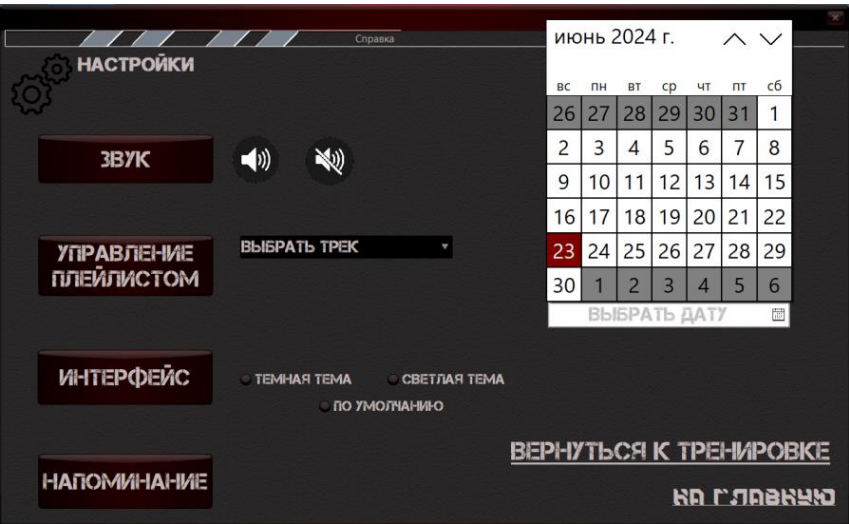 Справка
НАСТРОЙКИ
ЗВУК
УПРАВЛЕНИЕ
ПЛЕЙЛИСТОМ
ВЫБРАТЬ ТРЕК
ИНТЕРФЕЙС
ТЕМНАЯ ТЕМА СВЕТЛАЯ ТЕМА
ПО УМОЛЧАНИЮ
НАПОМИНАНИЕ
июнь 2024 г.
вс пн вт ср чт пт сб
26 27 28 29 30 31 1
2 3 4 5 6 7 8
9 10 11 12 13 14 15
16 17 18 19 20 21 22
23 24 25 26 27 28 29
30 1 2 3 4 5 6
ВЫБРАТЬ ДАТУ
ВЕРНУТЬСЯ К ТРЕНИРОВКЕ
на главную